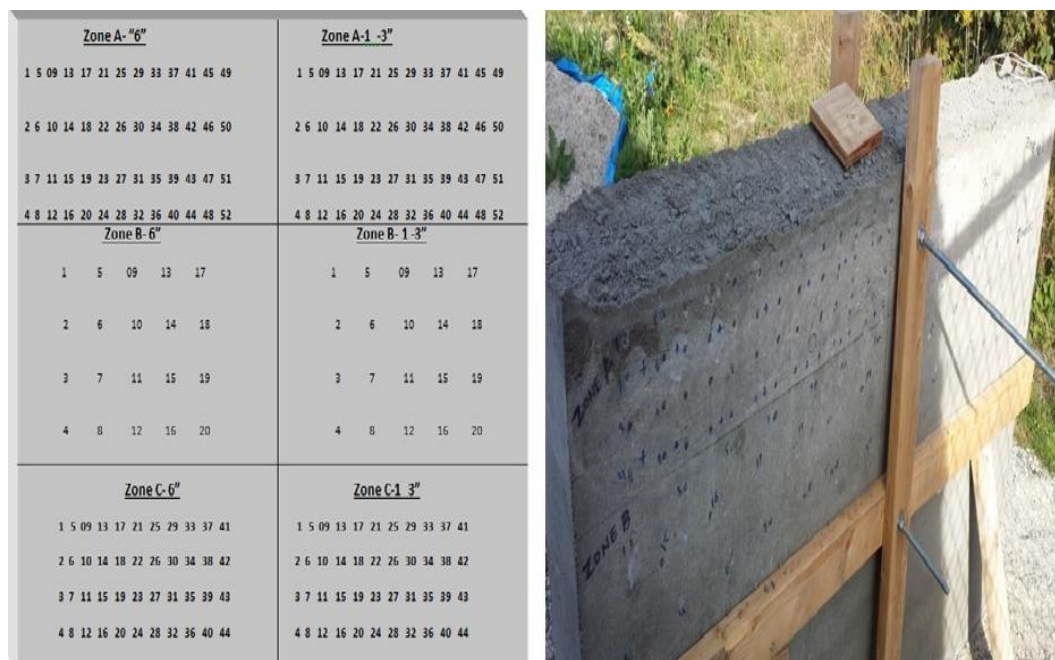 Zone A- “6”
1 5 09 13 17 21 25 29 33 37 41 45 49
2 6 10 14 18 22 26 30 34 38 42 46 50
3 7 11 15 19 23 27 31 35 39 43 47 51
4 8 12 16 20 24 28 32 36 40 44 48 52
Zone A-1 -3”
1 5 09 13 17 21 25 29 33 37 41 45 49
2 6 10 14 18 22 26 30 34 38 42 46 50
3 7 11 15 19 23 27 31 35 39 43 47 51
4 8 12 16 20 24 28 32 36 40 44 48 52
Zone B- 6”
1 5 09 13 17
2 6 10 14 18
3 7 11 15 19
4 8 12 16 20
Zone B- 1 -3”
1 5 09 13 17
2 6 10 14 18
3 7 11 15 19
4 8 12 16 20
Zone C- 6”
1 5 09 13 17 21 25 29 33 37 41
2 6 10 14 18 22 26 30 34 38 42
3 7 11 15 19 23 27 31 35 39 43
4 8 12 16 20 24 28 32 36 40 44
Zone C-1 3”
1 5 09 13 17 21 25 29 33 37 41
2 6 10 14 18 22 26 30 34 38 42
3 7 11 15 19 23 27 31 35 39 43
4 8 12 16 20 24 28 32 36 40 44
ZONE A
ZONE B